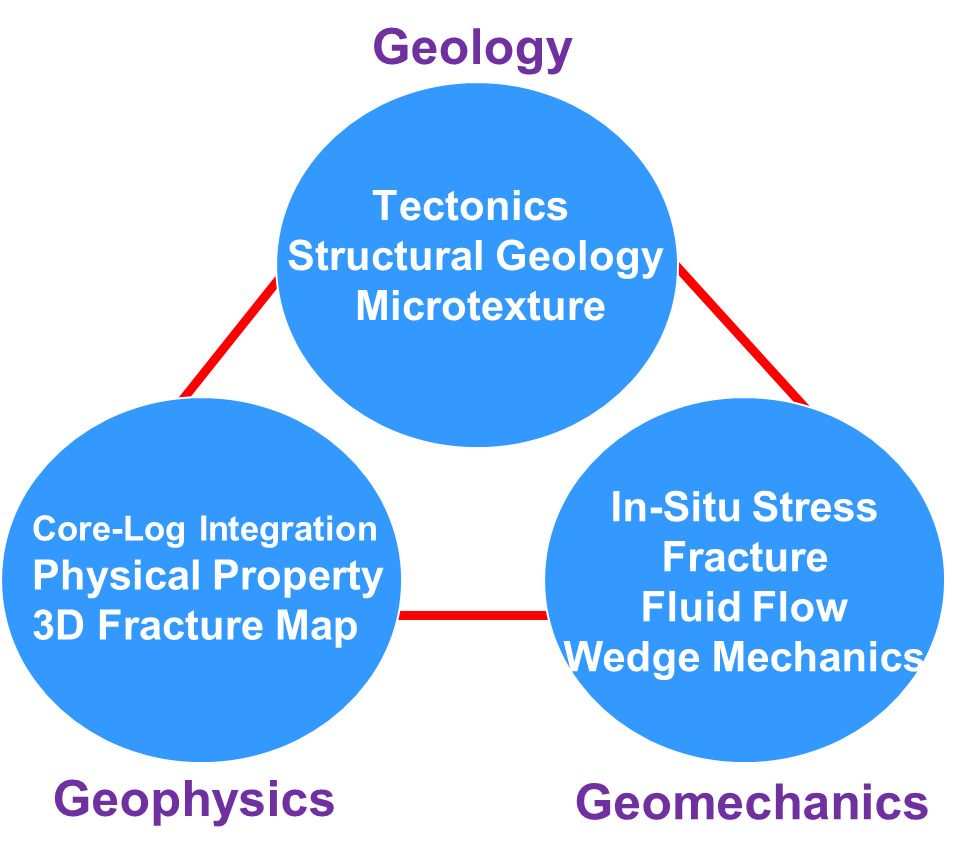 Geology
Tectonics
Structural Geology
Microtexture
Core-Log Integration
Physical Property
3D Fracture Map
Geophysics
In-Situ Stress
Fracture
Fluid Flow
Wedge Mechanics
Geomechanics